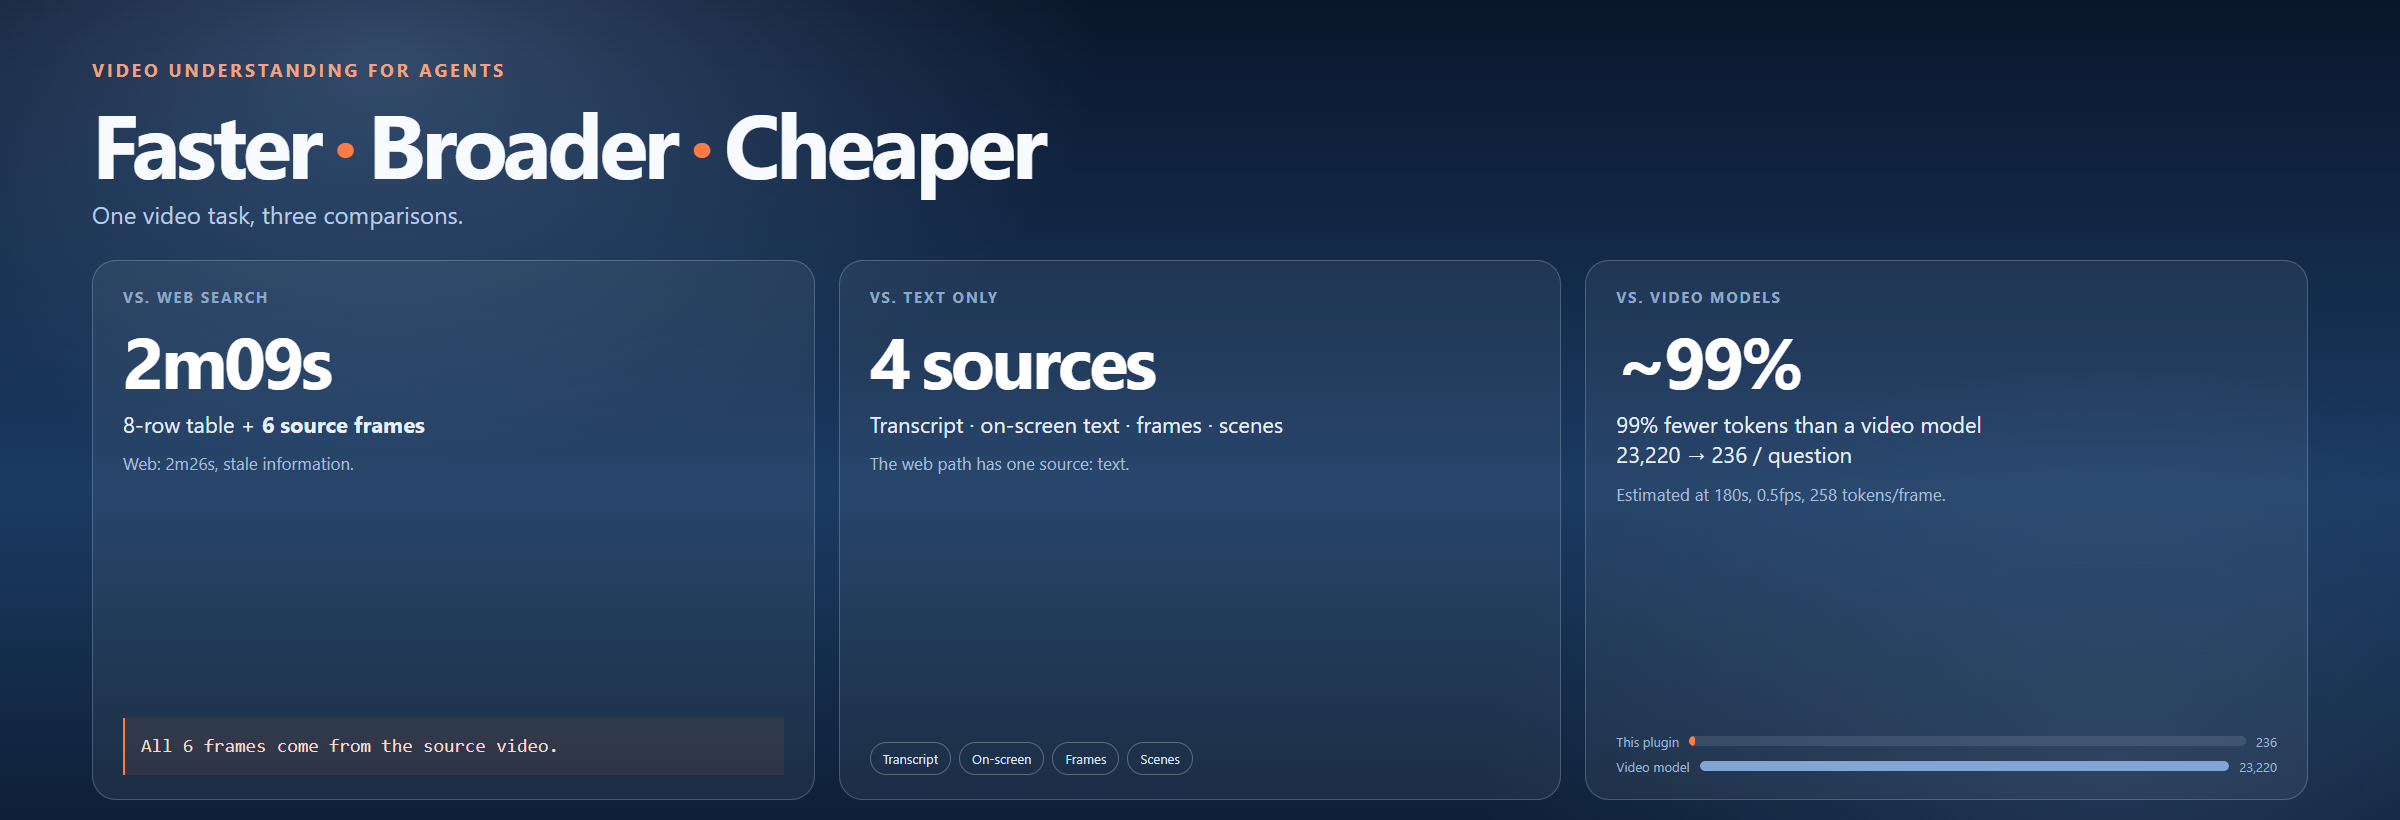 VIDEO UNDERSTANDING FOR AGENTS
Faster · Broader · Cheaper
One video task, three comparisons.
VS. WEB SEARCH
2m09s
8-row table + 6 source frames
Web: 2m26s, stale information.
All 6 frames come from the source video.
VS. TEXT ONLY
4 sources
Transcript · on-screen text · frames · scenes
The web path has one source: text.
Transcript On-screen Frames Scenes
VS. VIDEO MODELS
~99%
99% fewer tokens than a video model
23,220 → 236 / question
Estimated at 180s, 0.5fps, 258 tokens/frame.
This plugin 236
Video model 23,220